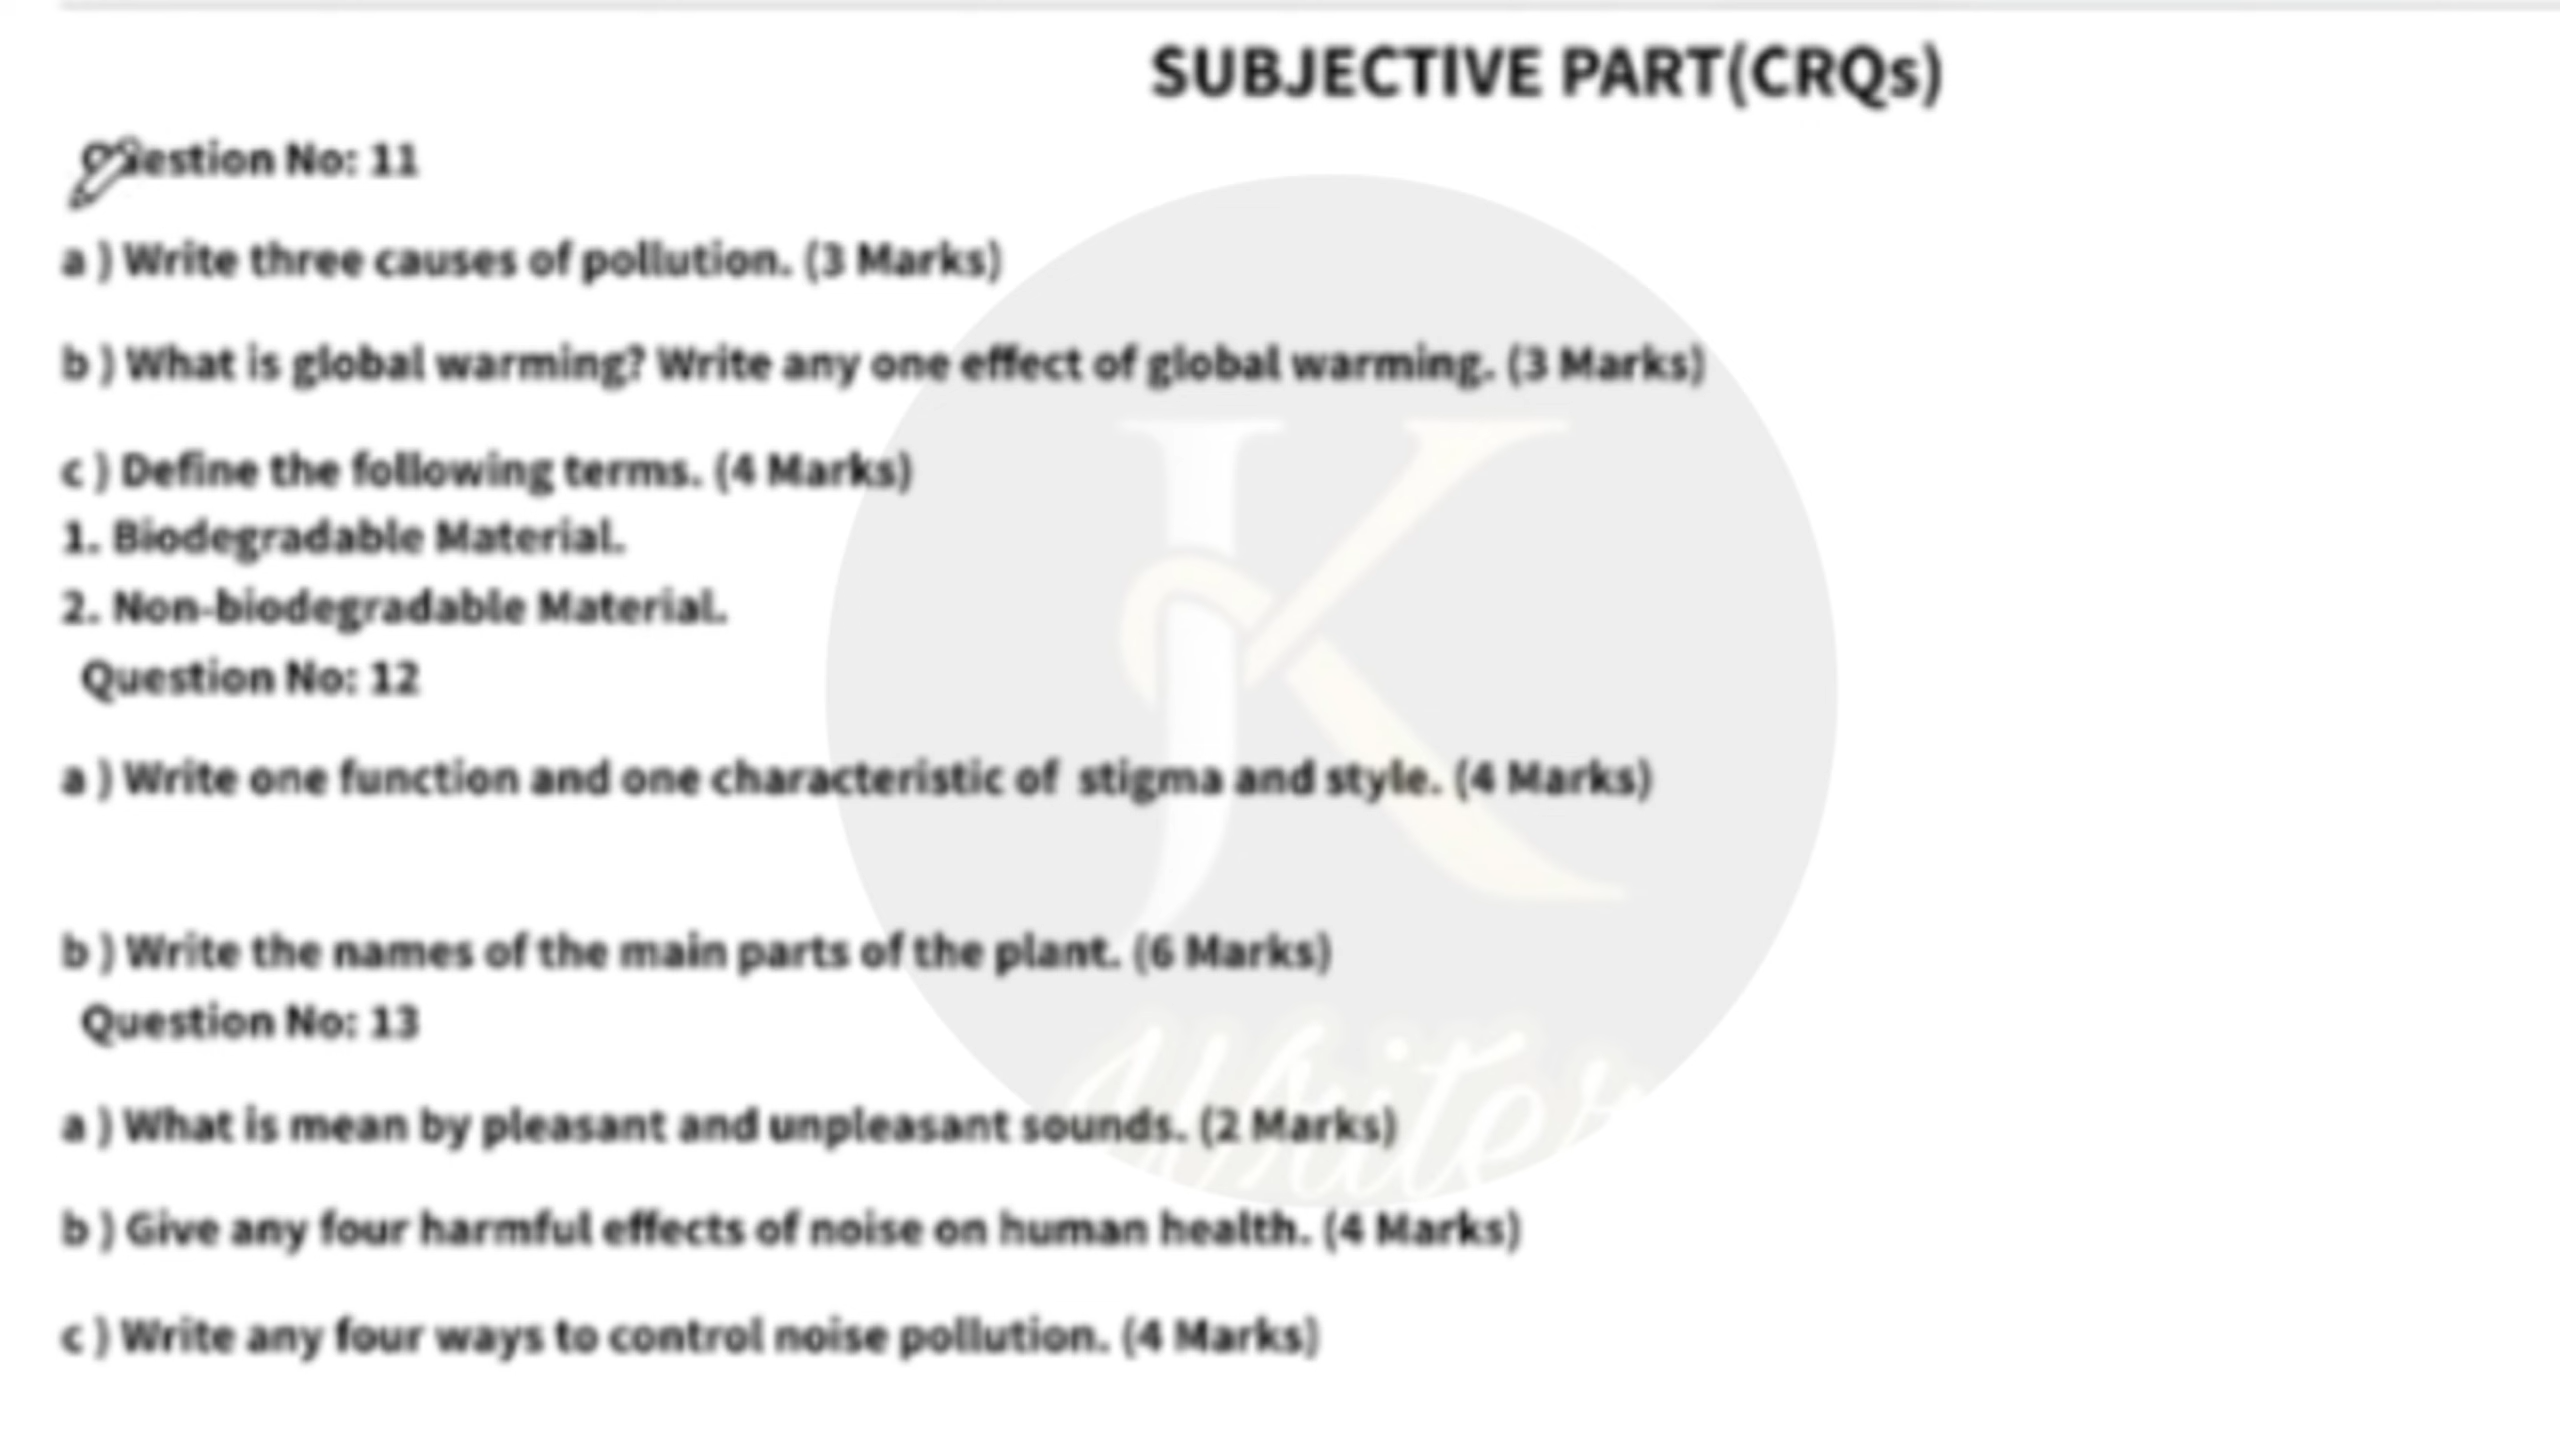 SUBJECTIVE PART(CRQs)
Question No: 11
a ) Write three causes of pollution. (3 Marks)
b ) What is global warming? Write any one effect of global warming. (3 Marks)
c ) Define the following terms. (4 Marks)
1. Biodegradable Material.
2. Non-biodegradable Material.
Question No: 12
a ) Write one function and one characteristic of stigma and style. (4 Marks)
b ) Write the names of the main parts of the plant. (6 Marks)
Question No: 13
a ) What is mean by pleasant and unpleasant sounds. (2 Marks)
b ) Give any four harmful effects of noise on human health. (4 Marks)
c ) Write any four ways to control noise pollution. (4 Marks)
JK
Writer